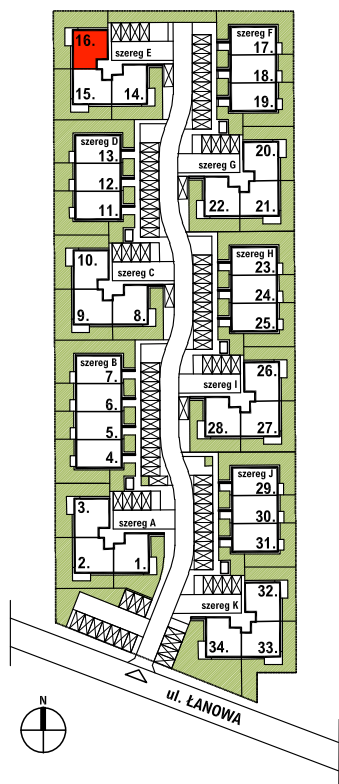 16.
szereg E
15.
14.
szereg F
17.
18.
19.
szereg D
13.
12.
11.
20.
szereg G
22.
21.
10.
szereg C
9.
8.
szereg H
23.
24.
25.
szereg B
7.
6.
5.
4.
26.
szereg I
28.
27.
3.
szereg A
2.
1.
szereg J
29.
30.
31.
32.
szereg K
34.
33.
ul. ŁANOWA
N